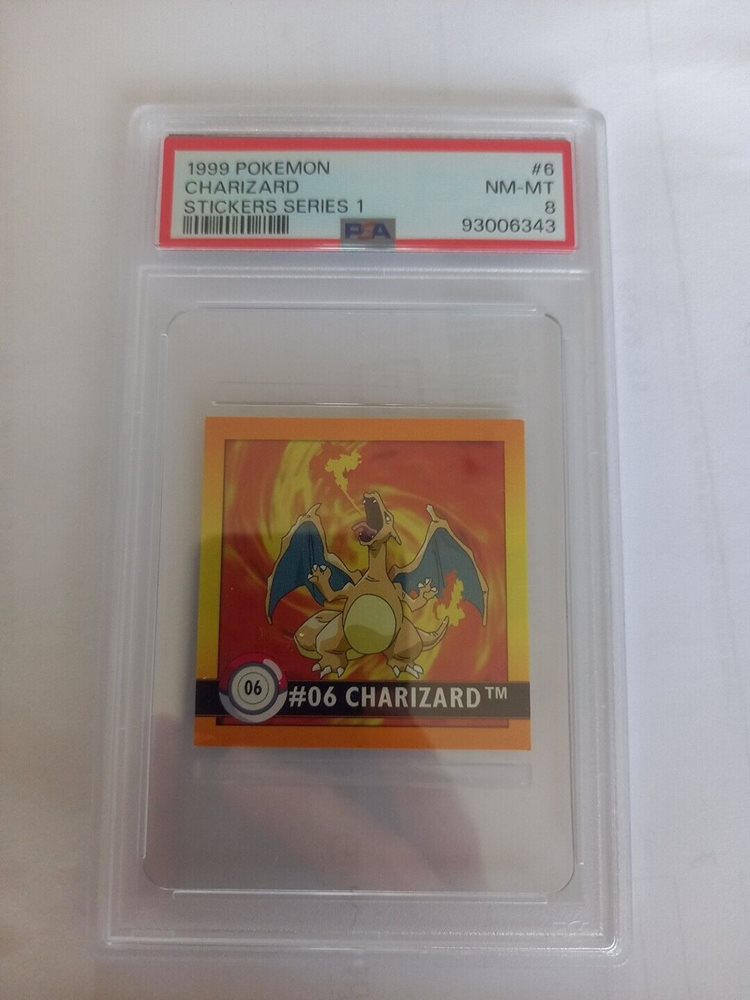 1999 POKEMON #6
CHARIZARD NM-MT
STICKERS SERIES 1 8
PSA 93006343
06
#06 CHARIZARD™